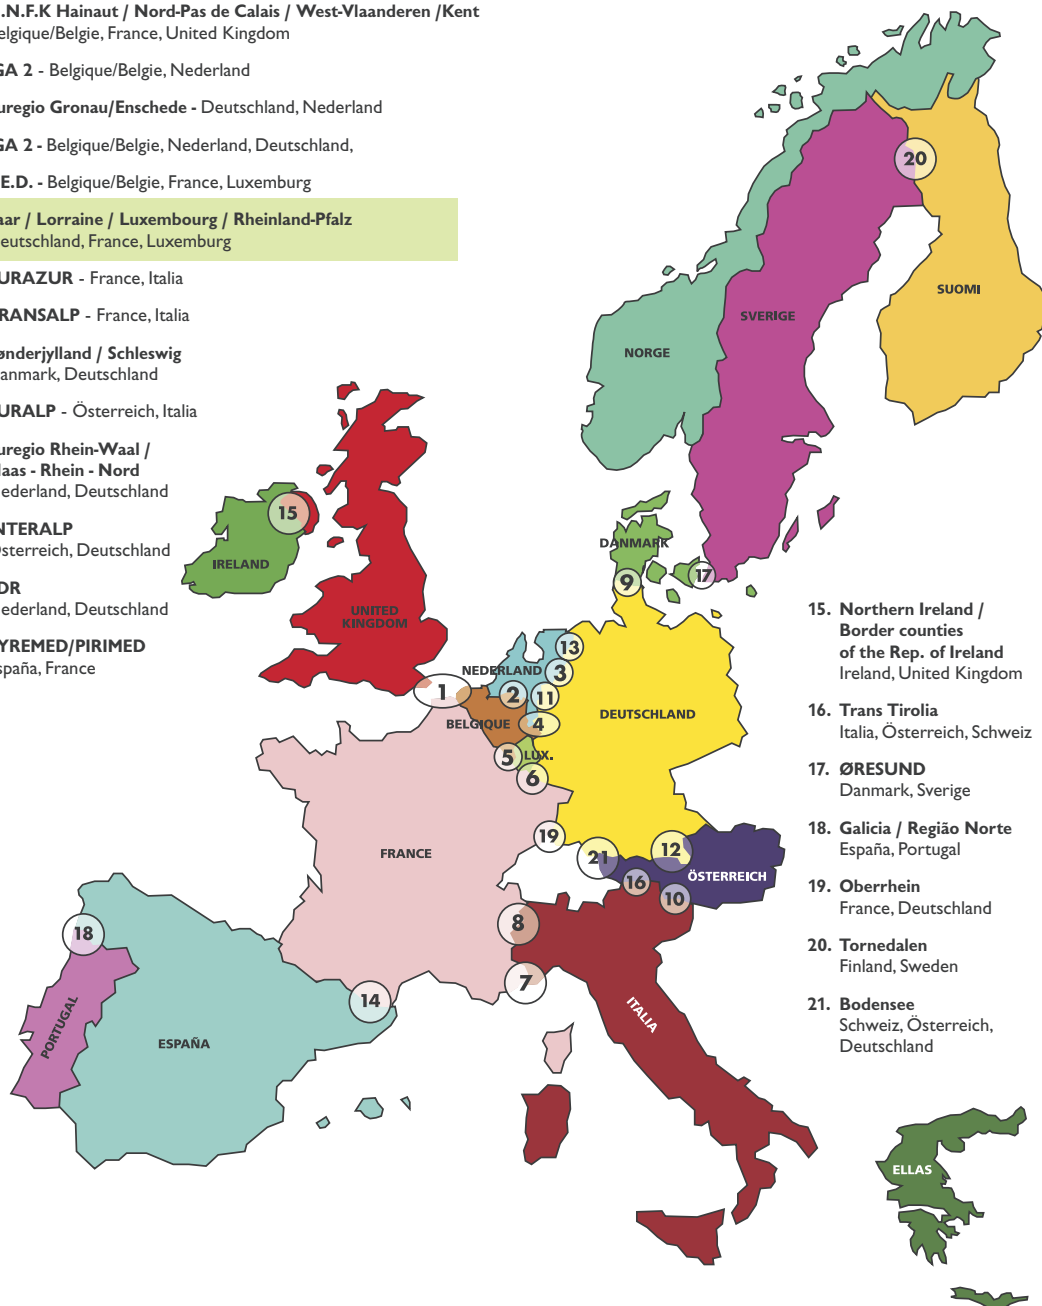 .N.F.K Hainaut / Nord-Pas de Calais / West-Vlaanderen /Kent
elgique/Belgie, France, United Kingdom
GA 2 - Belgique/Belgie, Nederland
uregio Gronau/Enschede - Deutschland, Nederland
GA 2 - Belgique/Belgie, Nederland, Deutschland,
.E.D. - Belgique/Belgie, France, Luxemburg
aar / Lorraine / Luxembourg / Rheinland-Pfalz
eutschland, France, Luxemburg
URAZUR - France, Italia
RANSALP - France, Italia
ønderjylland / Schleswig
anmark, Deutschland
URALP - Österreich, Italia
uregio Rhein-Waal /
aas - Rhein - Nord
ederland, Deutschland
NTERALP
sterreich, Deutschland
DR
ederland, Deutschland
YREMED/PIRIMED
spaña, France
20
SUOMI
SVERIGE
NORGE
15
IRELAND
UNITED
KINGDOM
DANMARK
17
9
13
NEDERLAND
3
1
2
11
BELGIQUE
4
DEUTSCHLAND
5
LUX.
6
19
FRANCE
21
12
ÖSTERREICH
16
10
8
7
18
14
PORTUGAL
ESPAÑA
ITALIA
ELLAS
15. Northern Ireland /
Border counties
of the Rep. of Ireland
Ireland, United Kingdom
16. Trans Tirolia
Italia, Österreich, Schweiz
17. ØRESUND
Danmark, Sverige
18. Galicia / Região Norte
España, Portugal
19. Oberrhein
France, Deutschland
20. Tornedalen
Finland, Sweden
21. Bodensee
Schweiz, Österreich,
Deutschland